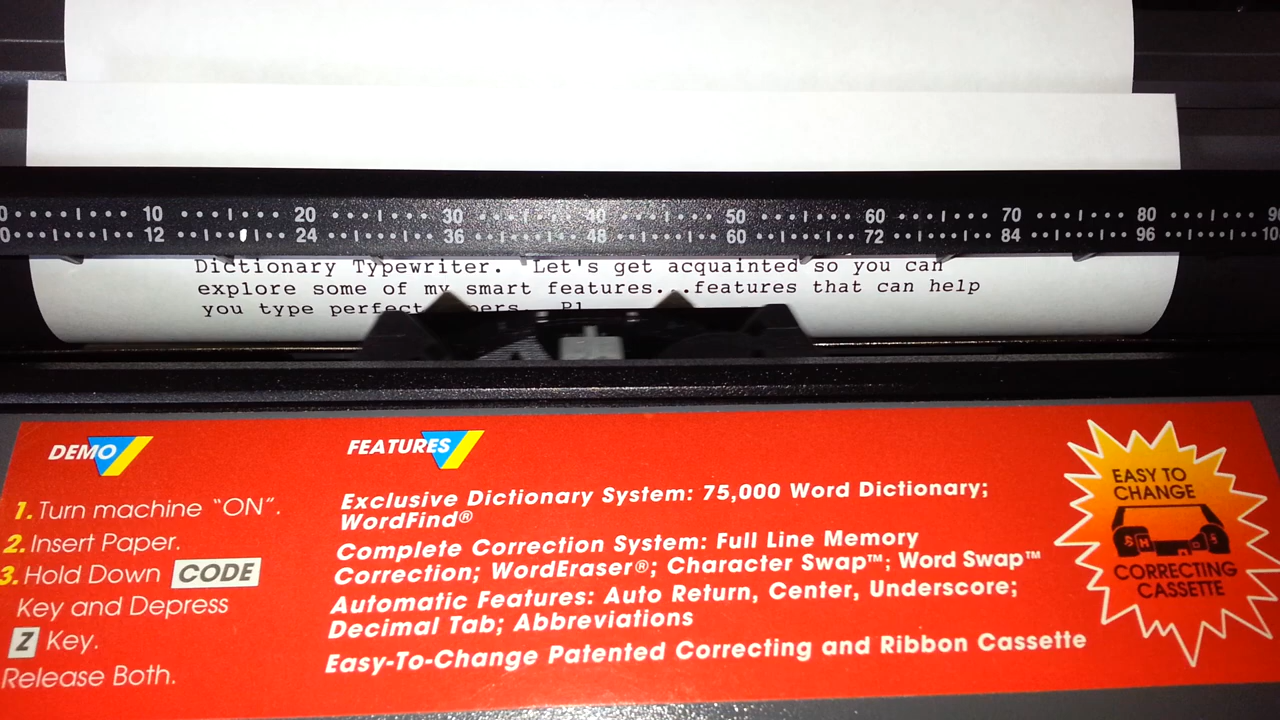 0 10 20 30 40 50 60 70 80
0 12 24 36 48 60 72 84 96
Dictionary Typewriter. Let's get acquainted so you can
explore some of my smart features...features that can help
you type perfect
DEMO
1. Turn machine "ON".
2. Insert Paper.
3. Hold Down CODE
Key and Depress
Z Key.
Release Both.
FEATURES
Exclusive Dictionary System: 75,000 Word Dictionary;
WordFind®
Complete Correction System: Full Line Memory
Correction; WordEraser®; Character Swap™; Word Swap™
Automatic Features: Auto Return, Center, Underscore;
Decimal Tab; Abbreviations
Easy-To-Change Patented Correcting and Ribbon Cassette
EASY TO
CHANGE
CORRECTING
CASSETTE